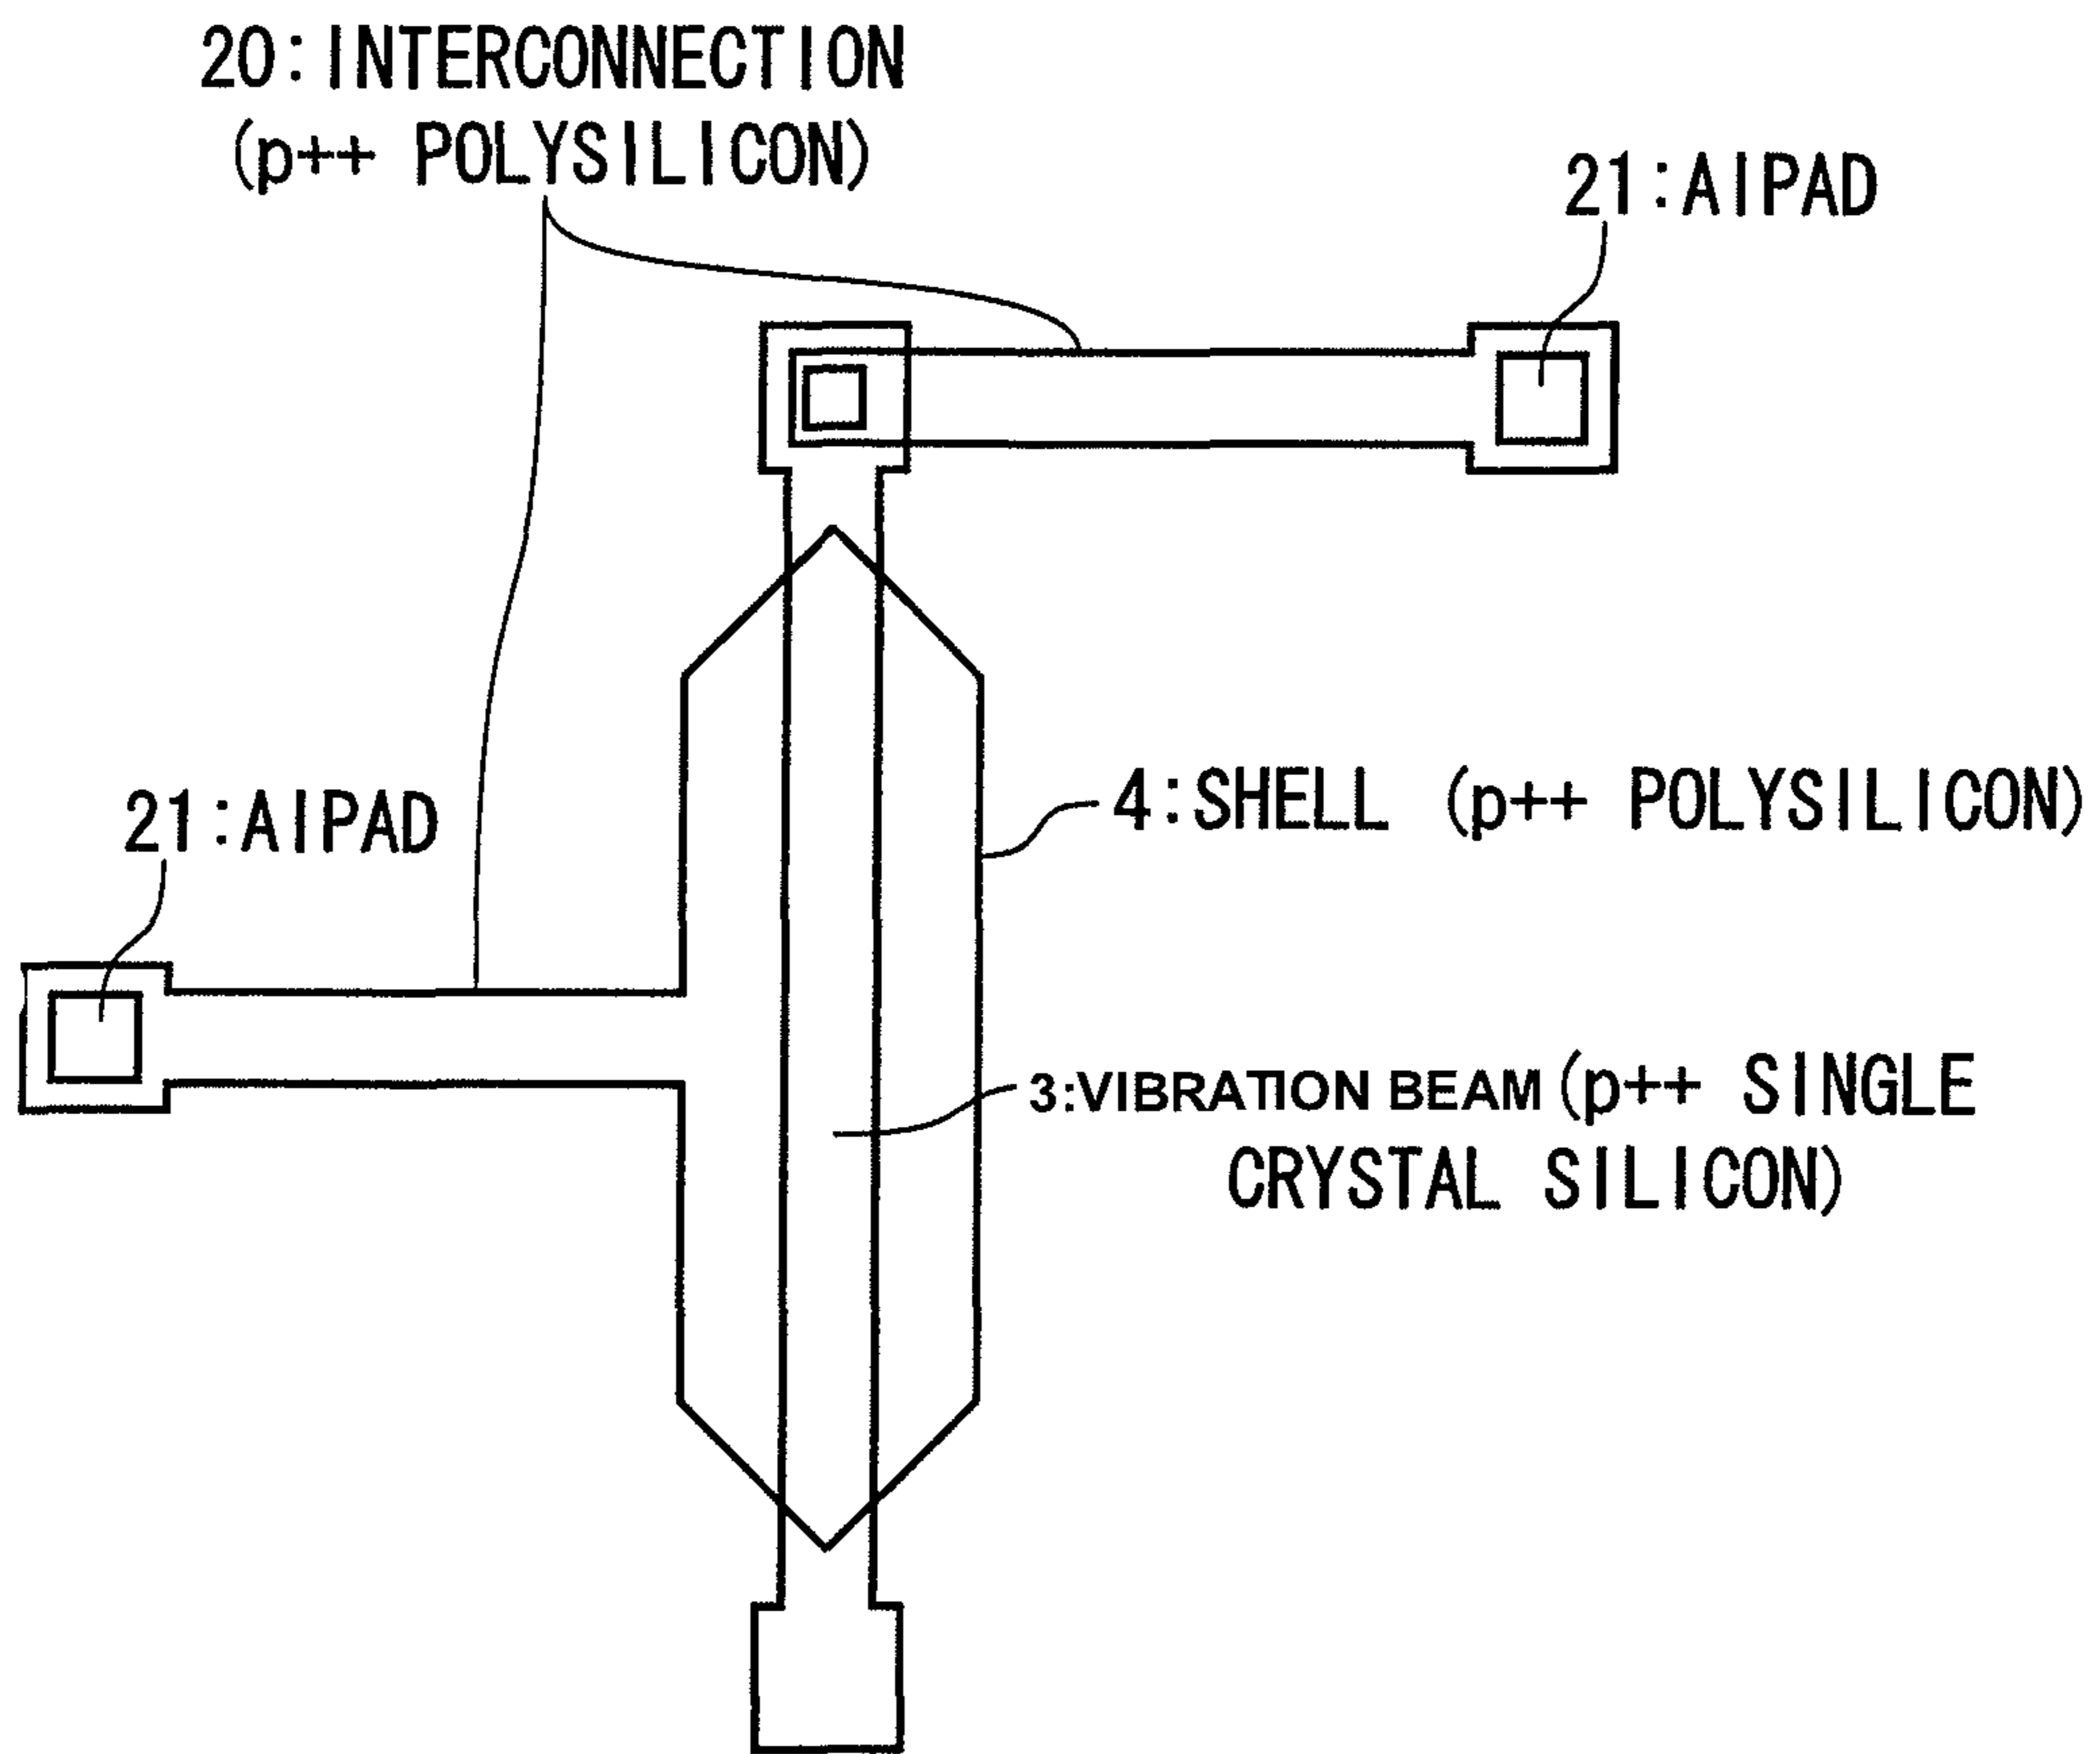 20:INTERCONNECTION
(p++ POLYSILICON)
21:AIPAD
21:AIPAD
4:SHELL (p++ POLYSILICON)
3:VIBRATION BEAM (p++ SINGLE
CRYSTAL SILICON)